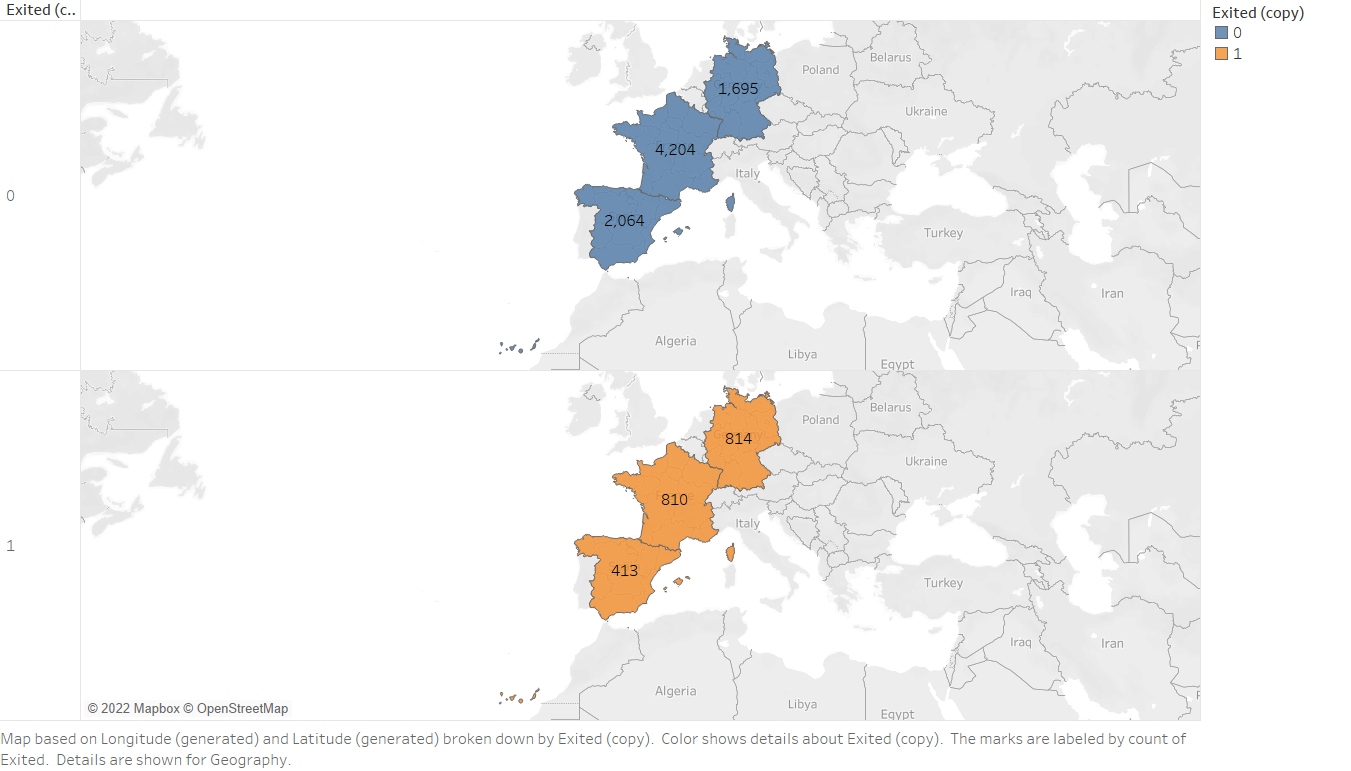 Exited (c..
Exited (copy)
0
1
0
Poland
Belarus
1,695
Ukraine
4,204
Italy
2,064
Turkey
Iraq
Iran
Algeria
Libya
Egypt
1
Poland
Belarus
814
Ukraine
810
Italy
413
Turkey
Iraq
Iran
Algeria
Libya
Egypt
© 2022 Mapbox © OpenStreetMap
Map based on Longitude (generated) and Latitude (generated) broken down by Exited (copy).  Color shows details about Exited (copy).  The marks are labeled by count of
Exited.  Details are shown for Geography.